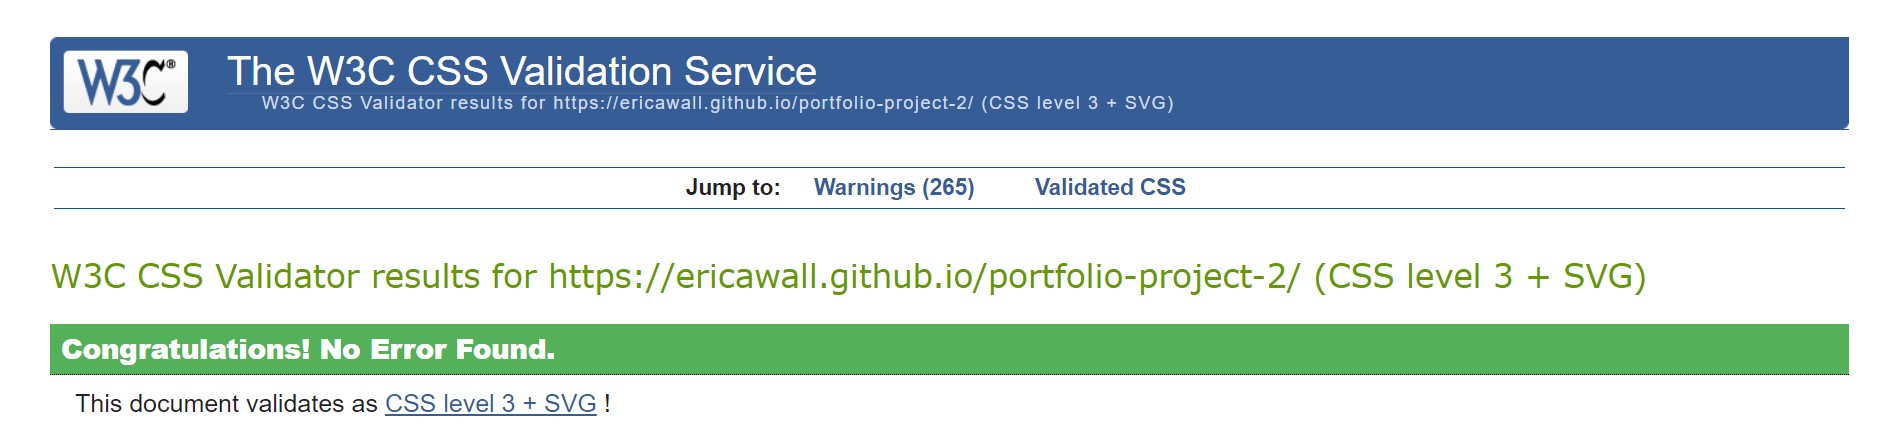 W3C®
The W3C CSS Validation Service
W3C CSS Validator results for https://ericawall.github.io/portfolio-project-2/ (CSS level 3 + SVG)
Jump to: Warnings (265) Validated CSS
W3C CSS Validator results for https://ericawall.github.io/portfolio-project-2/ (CSS level 3 + SVG)
Congratulations! No Error Found.
This document validates as CSS level 3 + SVG !